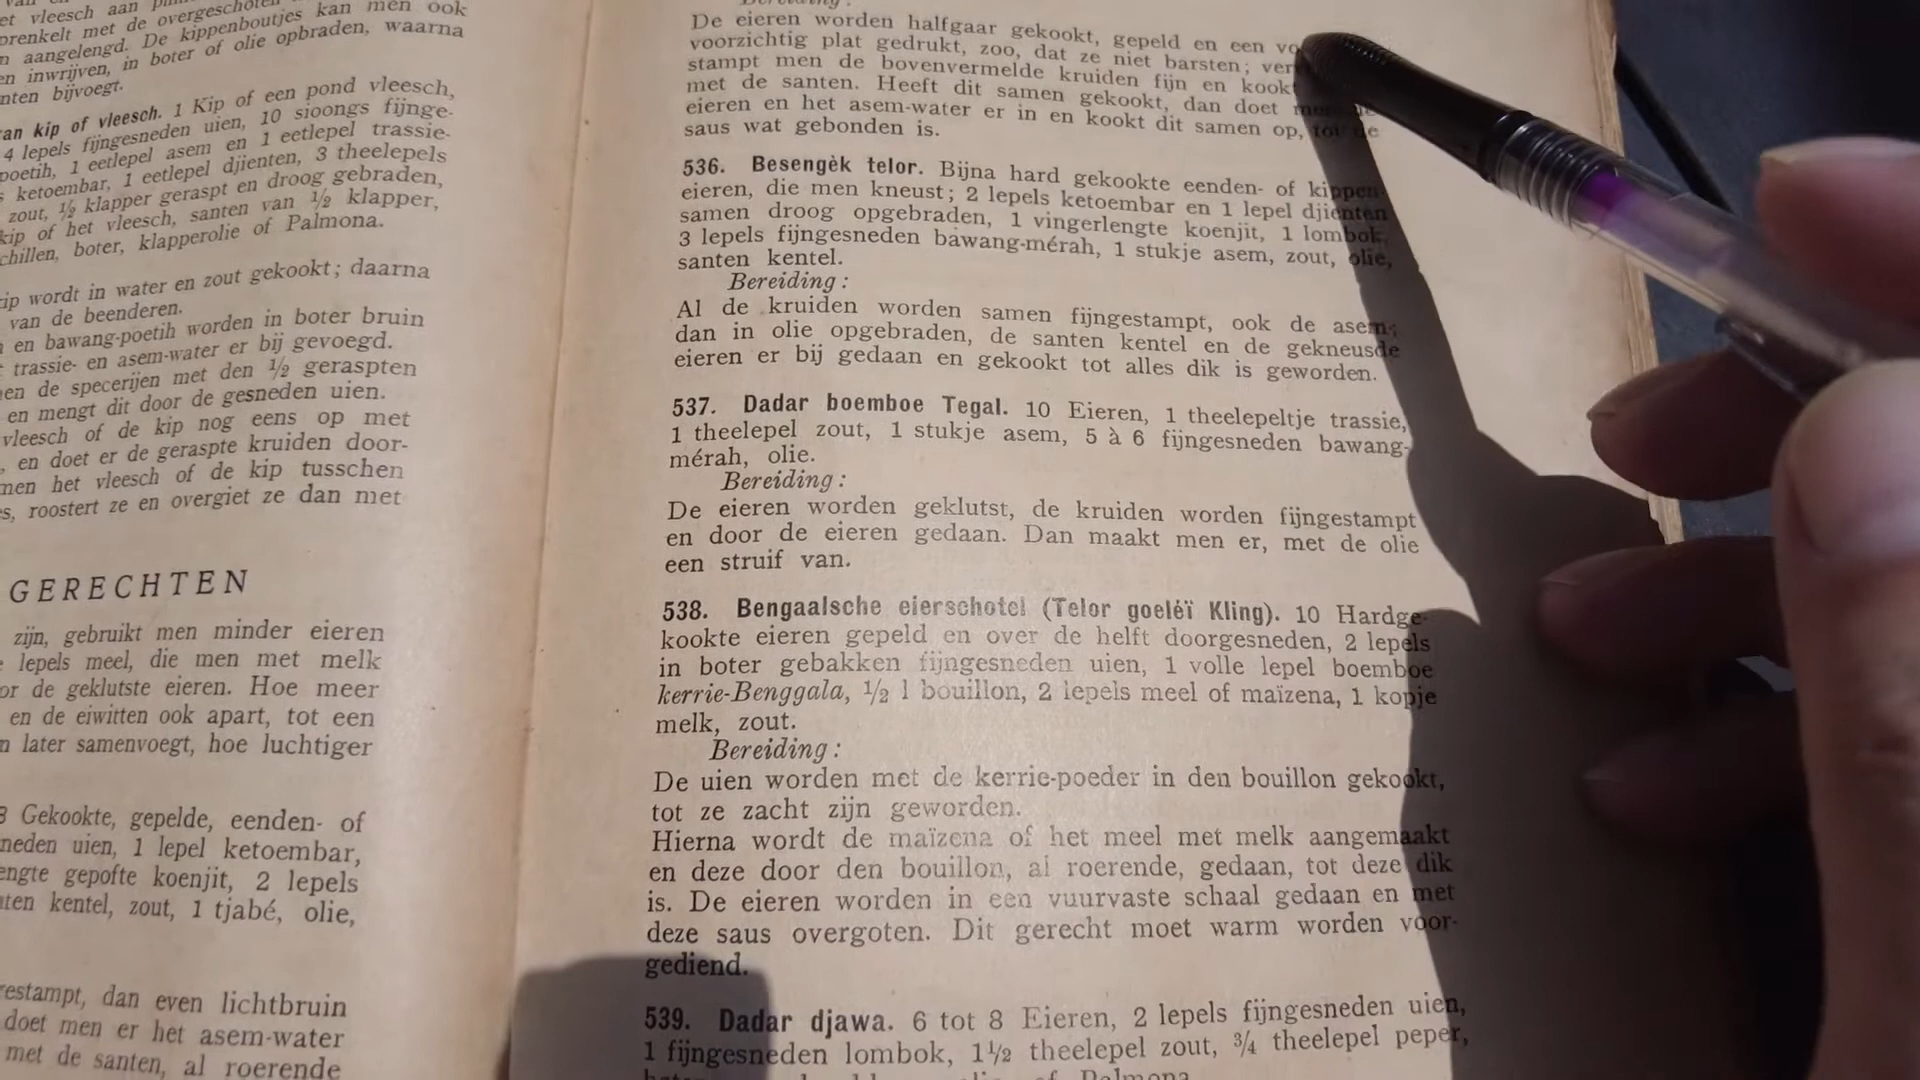 et vleesch aan
prenkelt met de overgeschoten
n aangelengd. De kippenboutjes kan men ook
en inwrijven, in boter of olie opbraden, waarna
nten bijvoegt.
an kip of vleesch. 1 Kip of een pond vleesch,
4 lepels fijngesneden uien, 10 sioongs fijnge-
poetih, 1 eetlepel asem en 1 eetlepel trassie-
s ketoembar, 1 eetlepel djienten, 3 theelepels
zout, ½ klapper geraspt en droog gebraden,
kip of het vleesch, santen van ½ klapper,
chillen, boter, klapperolie of Palmona.
kip wordt in water en zout gekookt; daarna
van de beenderen.
n en bawang-poetih worden in boter bruin
t trassie- en asem-water er bij gevoegd.
en de specerijen met den ½ geraspten
en mengt dit door de gesneden uien.
vleesch of de kip nog eens op met
, en doet er de geraspte kruiden door-
men het vleesch of de kip tusschen
s, roostert ze en overgiet ze dan met
GERECHTEN
zijn, gebruikt men minder eieren
e lepels meel, die men met melk
or de geklutste eieren. Hoe meer
en de eiwitten ook apart, tot een
n later samenvoegt, hoe luchtiger
3 Gekookte, gepelde, eenden- of
neden uien, 1 lepel ketoembar,
engte gepofte koenjit, 2 lepels
ten kentel, zout, 1 tjabé, olie,
estampt, dan even lichtbruin
doet men er het asem-water
met de santen, al roerende
Bereiding:
De eieren worden halfgaar gekookt, gepeld en een vo
voorzichtig plat gedrukt, zoo, dat ze niet barsten; ver
stampt men de bovenvermelde kruiden fijn en kookt
met de santen. Heeft dit samen gekookt, dan doet men de
eieren en het asem-water er in en kookt dit samen op, tot de
saus wat gebonden is.
536. Besengèk telor. Bijna hard gekookte eenden- of kippen-
eieren, die men kneust; 2 lepels ketoembar en 1 lepel djienten
samen droog opgebraden, 1 vingerlengte koenjit, 1 lombok,
3 lepels fijngesneden bawang-mérah, 1 stukje asem, zout, olie,
santen kentel.
Bereiding:
Al de kruiden worden samen fijngestampt, ook de asem;
dan in olie opgebraden, de santen kentel en de gekneusde
eieren er bij gedaan en gekookt tot alles dik is geworden.
537. Dadar boemboe Tegal. 10 Eieren, 1 theelepeltje trassie,
1 theelepel zout, 1 stukje asem, 5 à 6 fijngesneden bawang-
mérah, olie.
Bereiding:
De eieren worden geklutst, de kruiden worden fijngestampt
en door de eieren gedaan. Dan maakt men er, met de olie
een struif van.
538. Bengaalsche eierschotel (Telor goeléï Kling). 10 Hardge-
kookte eieren gepeld en over de helft doorgesneden, 2 lepels
in boter gebakken fijngesneden uien, 1 volle lepel boemboe
kerrie-Benggala, ½ l bouillon, 2 lepels meel of maïzena, 1 kopje
melk, zout.
Bereiding:
De uien worden met de kerrie-poeder in den bouillon gekookt,
tot ze zacht zijn geworden.
Hierna wordt de maïzena of het meel met melk aangemaakt
en deze door den bouillon, al roerende, gedaan, tot deze dik
is. De eieren worden in een vuurvaste schaal gedaan en met
deze saus overgoten. Dit gerecht moet warm worden voor-
gediend.
539. Dadar djawa. 6 tot 8 Eieren, 2 lepels fijngesneden uien,
1 fijngesneden lombok, 1½ theelepel zout, ¾ theelepel peper,
of Palmona